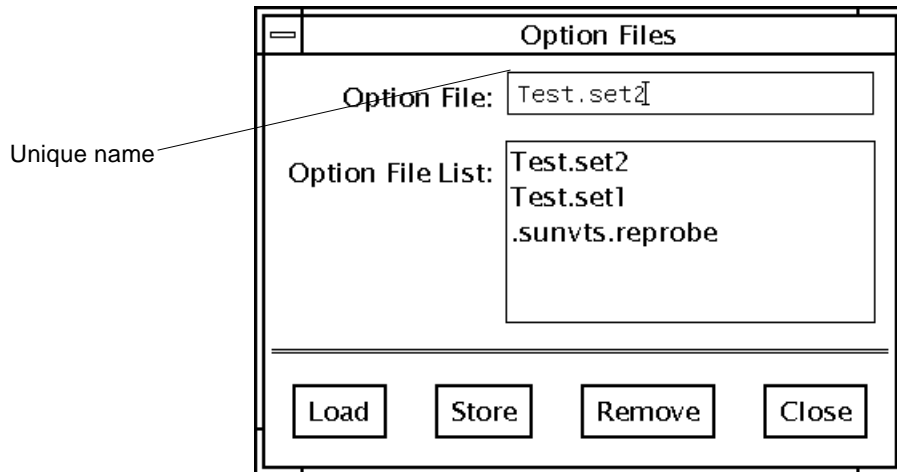 Option Files
Option File: Test.set2
Unique name
Option File List:
Test.set2
Test.set1
.sunvts.reprobe
Load Store Remove Close